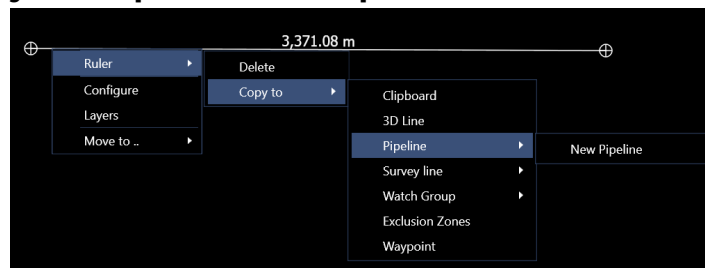 3,371.08 m
Ruler
Configure
Layers
Move to ..
Delete
Copy to
Clipboard
3D Line
Pipeline
Survey line
Watch Group
Exclusion Zones
Waypoint
New Pipeline